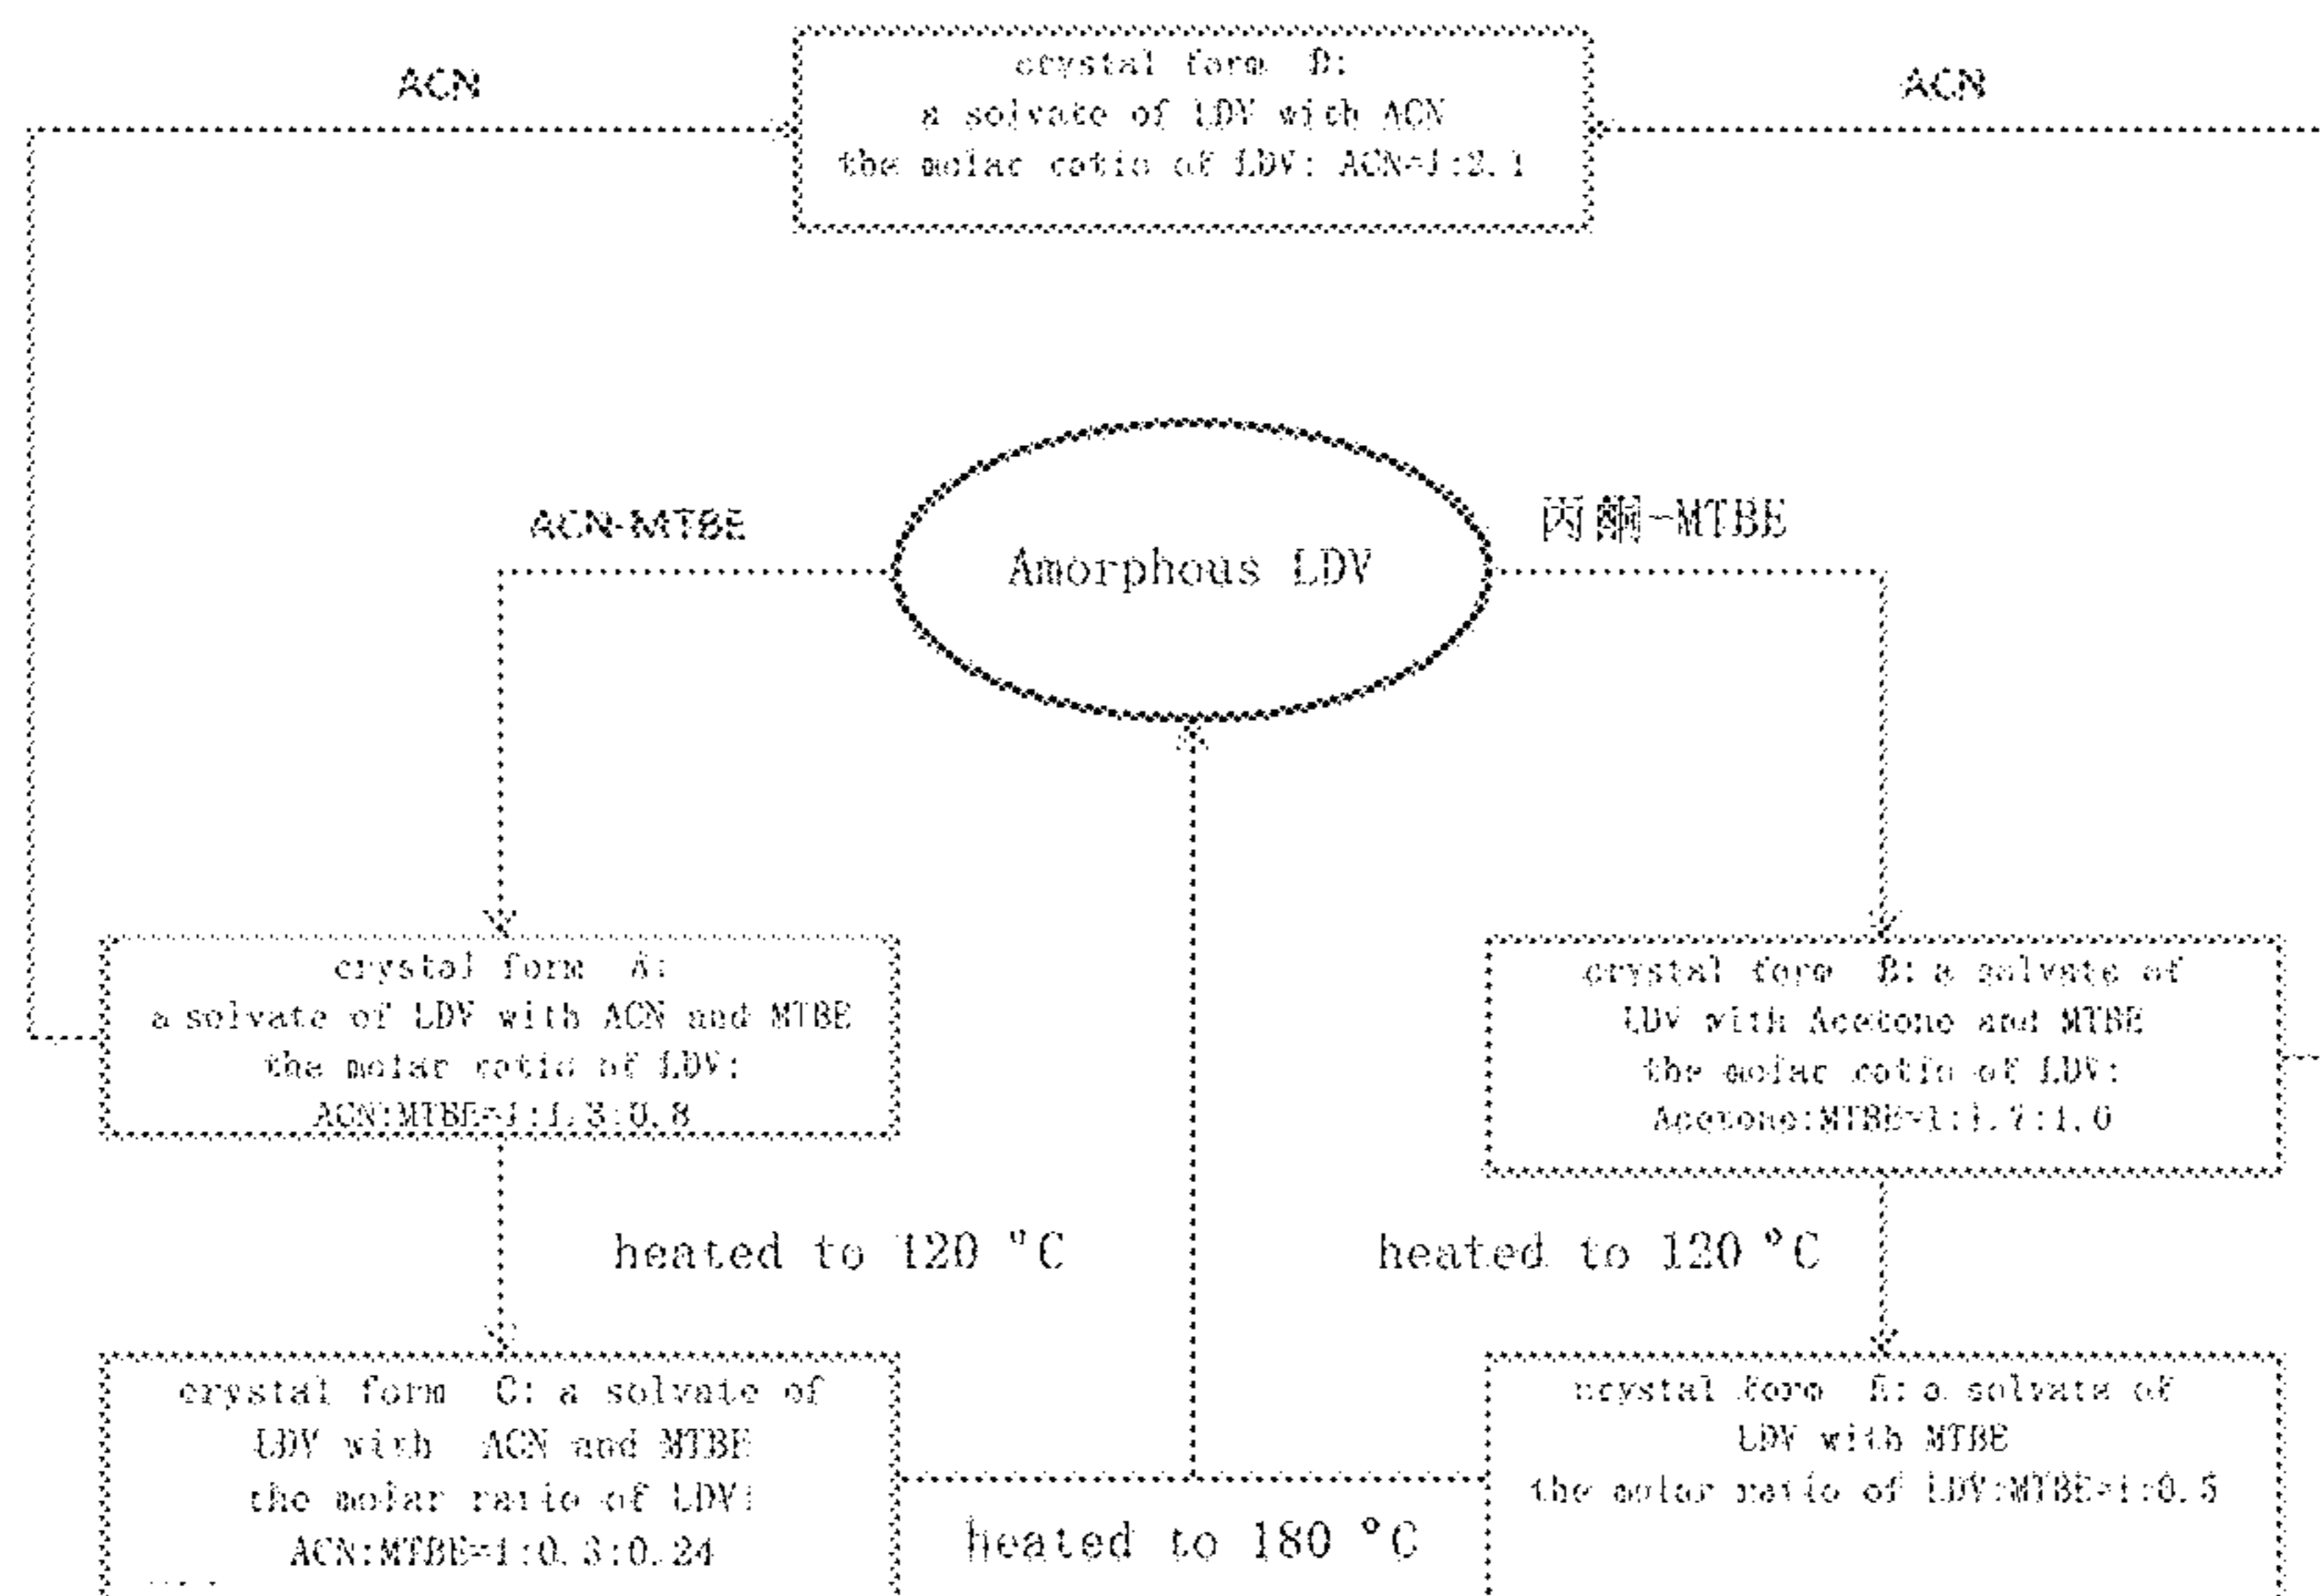 ACN
crystal form D:
a solvate of LDV with ACN
the molar ratio of LDV: ACN=1:2.1
ACN
ACN-MTBE
Amorphous LDV
丙酮-MTBE
crystal form A:
a solvate of LDV with ACN and MTBE
the molar ratio of LDV:
ACN:MTBE=1:1.3:0.8
crystal form B: a solvate of
LDV with Acetone and MTBE
the molar ratio of LDV:
Acetone:MTBE=1:1.7:1.0
heated to 120 °C
heated to 120 °C
crystal form C: a solvate of
LDV with ACN and MTBE
the molar ratio of LDV:
ACN:MTBE=1:0.3:0.24
crystal form E: a solvate of
LDV with MTBE
the molar ratio of LDV:MTBE=1:0.5
heated to 180 °C